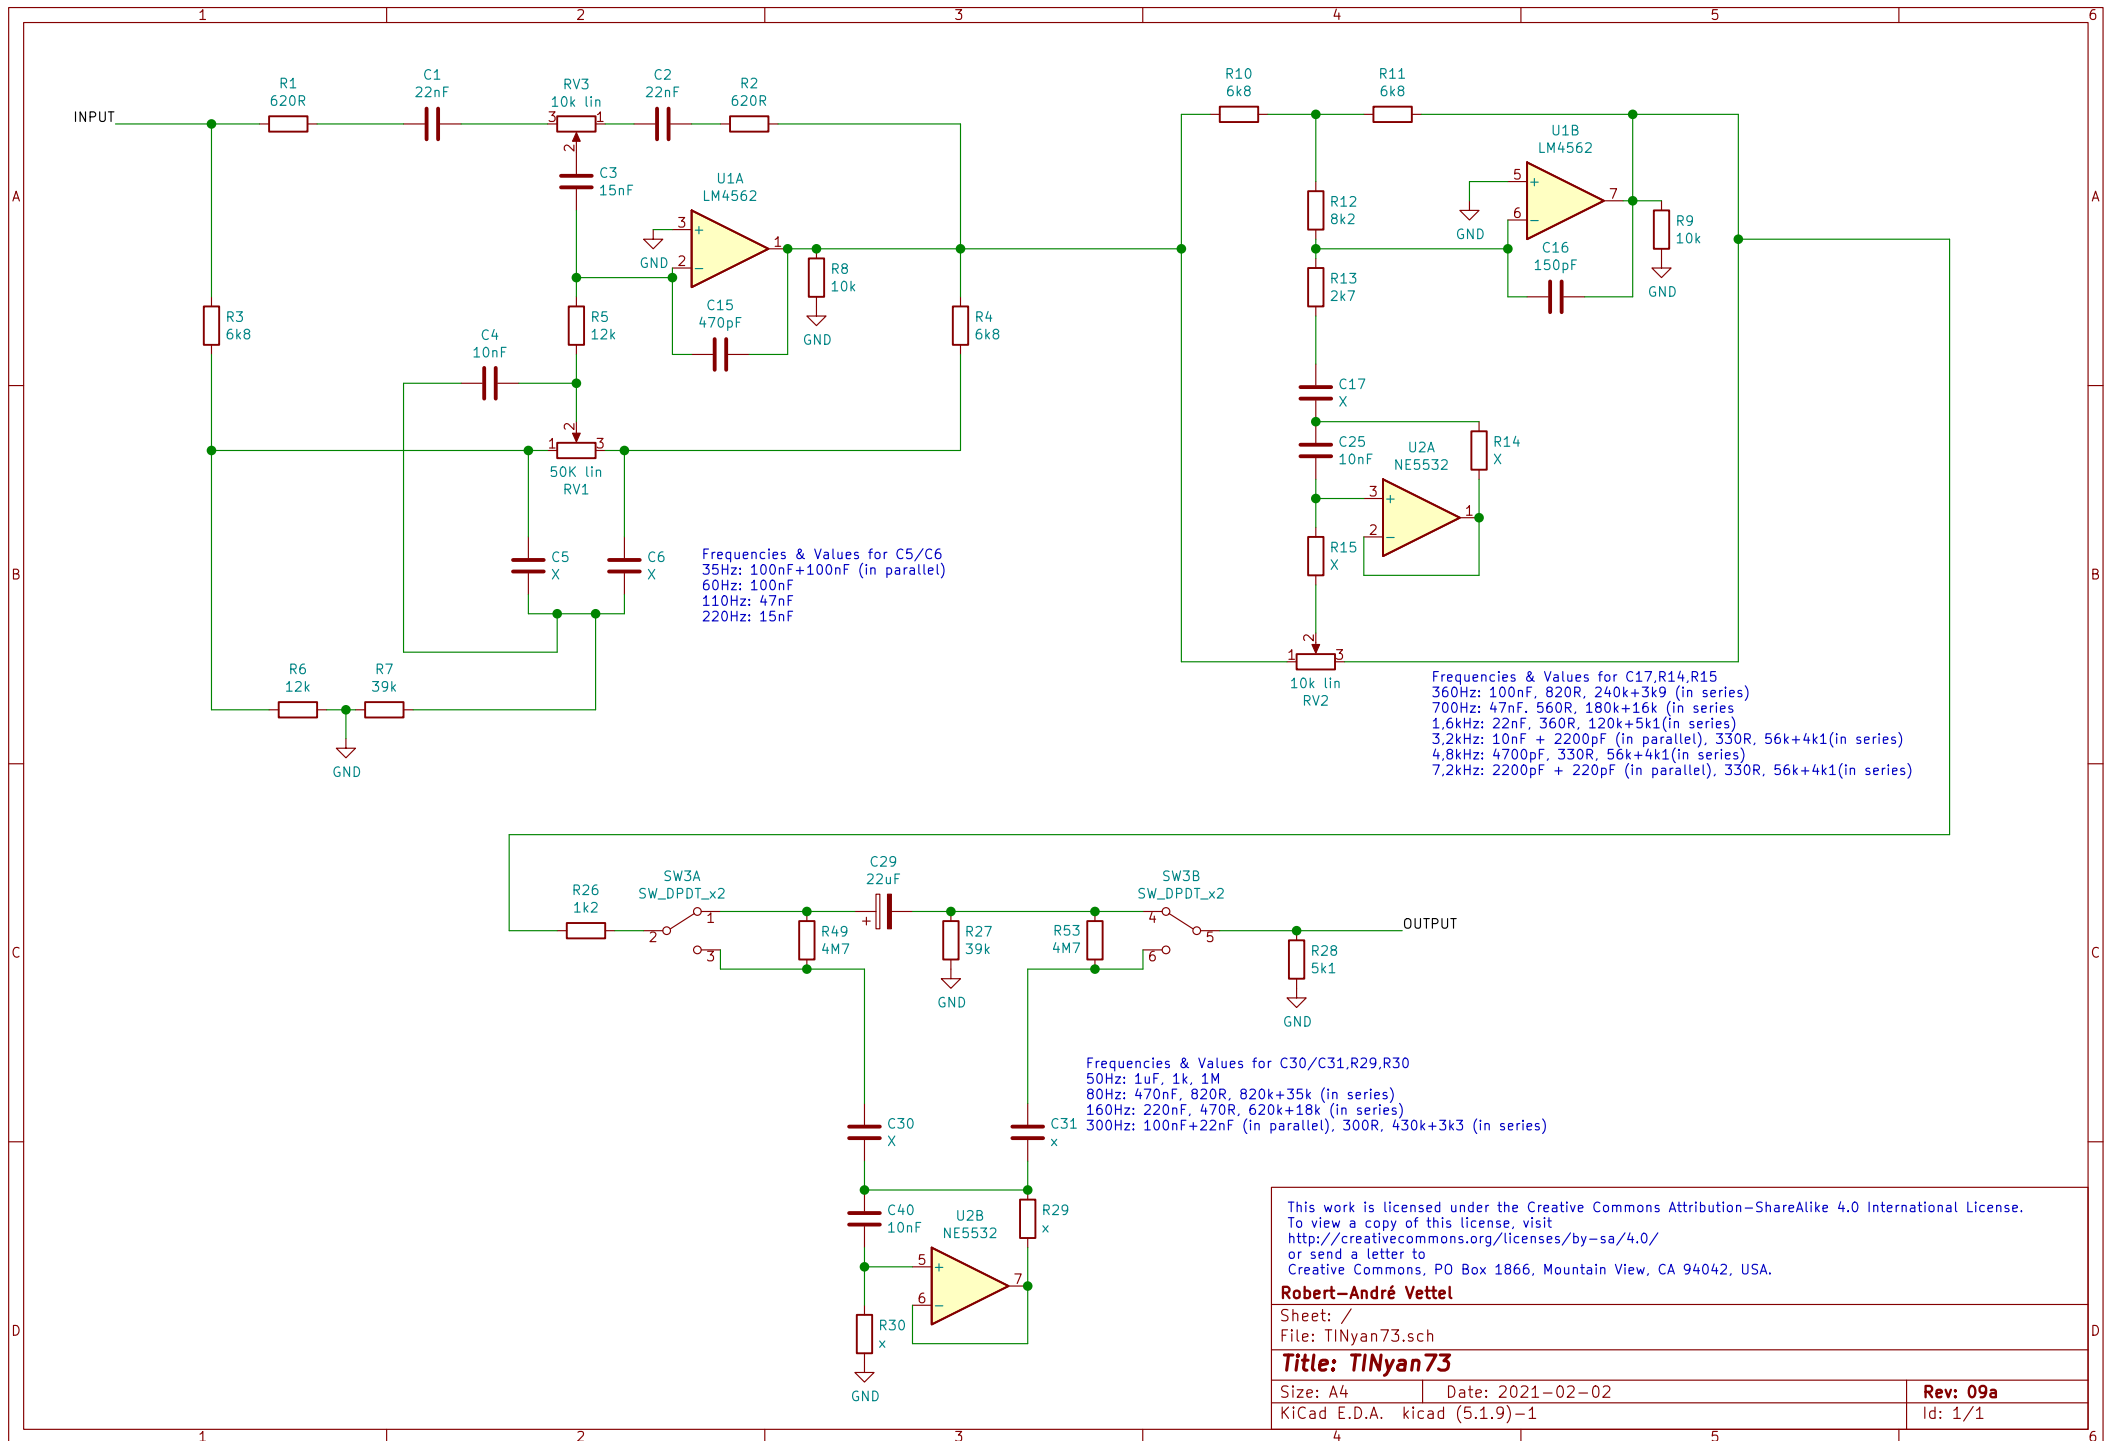 1 2 3 4 5 6
A
B
C
D
A
B
C
D
1 2 3 4 5 6
INPUT
R1
620R
C1
22nF
RV3
10k lin
3
1
2
C2
22nF
R2
620R
C3
15nF
U1A
LM4562
3
+
2
−
1
GND
R8
10k
GND
C15
470pF
R3
6k8
R5
12k
R4
6k8
C4
10nF
2
1
3
50K lin
RV1
C5
X
C6
X
Frequencies & Values for C5/C6
35Hz: 100nF+100nF (in parallel)
60Hz: 100nF
110Hz: 47nF
220Hz: 15nF
R6
12k
R7
39k
GND
R10
6k8
R11
6k8
U1B
LM4562
5
+
6
−
7
GND
R9
10k
GND
R12
8k2
C16
150pF
R13
2k7
C17
X
C25
10nF
U2A
NE5532
R14
X
3
+
2
−
1
R15
X
2
1
3
10k lin
RV2
Frequencies & Values for C17,R14,R15
360Hz: 100nF, 820R, 240k+3k9 (in series)
700Hz: 47nF. 560R, 180k+16k (in series
1,6kHz: 22nF, 360R, 120k+5k1(in series)
3,2kHz: 10nF + 2200pF (in parallel), 330R, 56k+4k1(in series)
4,8kHz: 4700pF, 330R, 56k+4k1(in series)
7,2kHz: 2200pF + 220pF (in parallel), 330R, 56k+4k1(in series)
R26
1k2
SW3A
SW_DPDT_x2
1
2
3
R49
4M7
C29
22uF
+
R27
39k
GND
R53
4M7
SW3B
SW_DPDT_x2
4
5
6
OUTPUT
R28
5k1
GND
Frequencies & Values for C30/C31,R29,R30
50Hz: 1uF, 1k, 1M
80Hz: 470nF, 820R, 820k+35k (in series)
160Hz: 220nF, 470R, 620k+18k (in series)
300Hz: 100nF+22nF (in parallel), 300R, 430k+3k3 (in series)
C30
X
C31
x
C40
10nF
U2B
NE5532
R29
x
5
+
6
−
7
R30
x
GND
This work is licensed under the Creative Commons Attribution−ShareAlike 4.0 International License.
To view a copy of this license, visit
http://creativecommons.org/licenses/by−sa/4.0/
or send a letter to
Creative Commons, PO Box 1866, Mountain View, CA 94042, USA.
Robert−André Vettel
Sheet: /
File: TINyan73.sch
Title: TINyan73
Size: A4 Date: 2021−02−02 Rev: 09a
KiCad E.D.A. kicad (5.1.9)−1 Id: 1/1